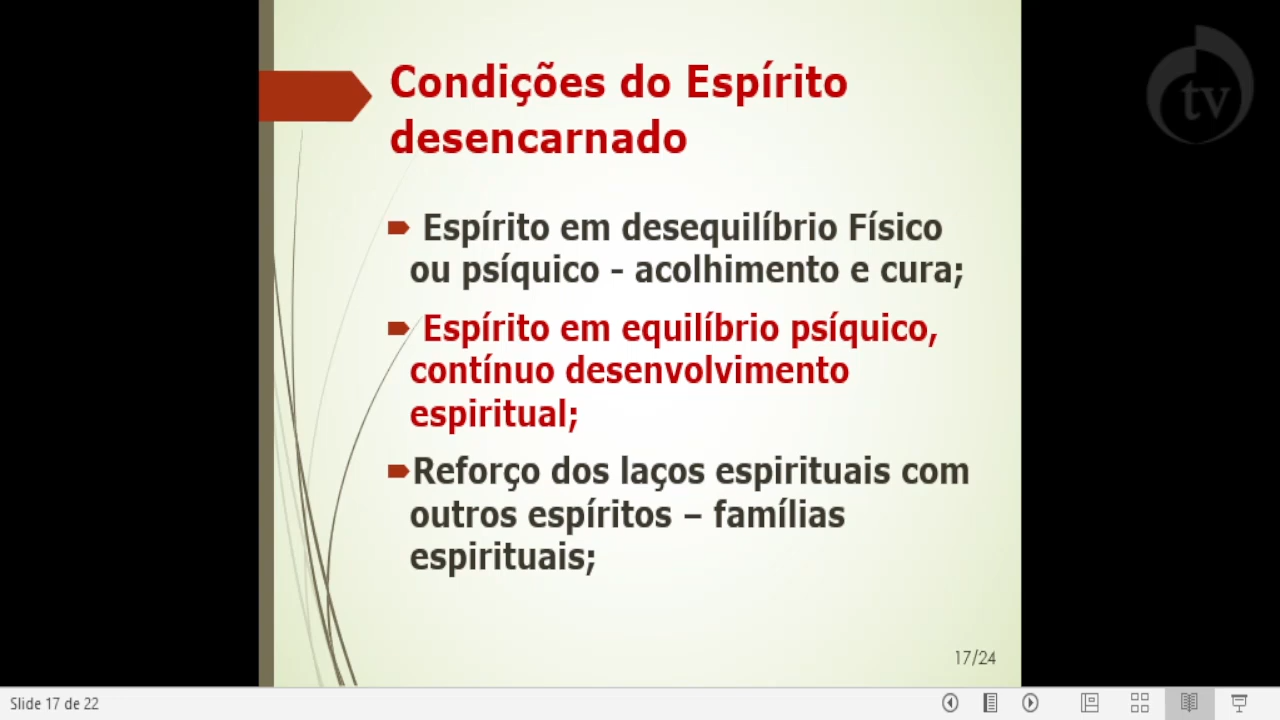 tv
Condições do Espírito
desencarnado
Espírito em desequilíbrio Físico
ou psíquico - acolhimento e cura;
Espírito em equilíbrio psíquico,
contínuo desenvolvimento
espiritual;
Reforço dos laços espirituais com
outros espíritos – famílias
espirituais;
17/24
Slide 17 de 22